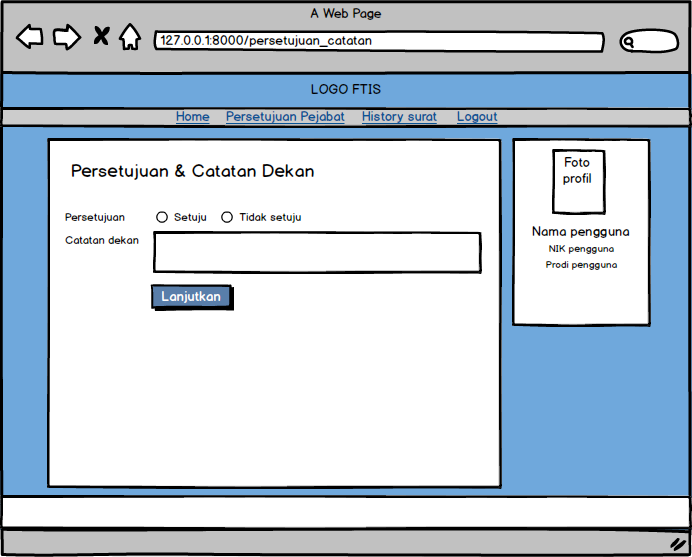 A Web Page
127.0.0.1:8000/persetujuan_catatan
LOGO FTIS
Home Persetujuan Pejabat History surat Logout
Persetujuan & Catatan Dekan
Persetujuan Setuju Tidak setuju
Catatan dekan
Lanjutkan
Foto
profil
Nama pengguna
NIK pengguna
Prodi pengguna